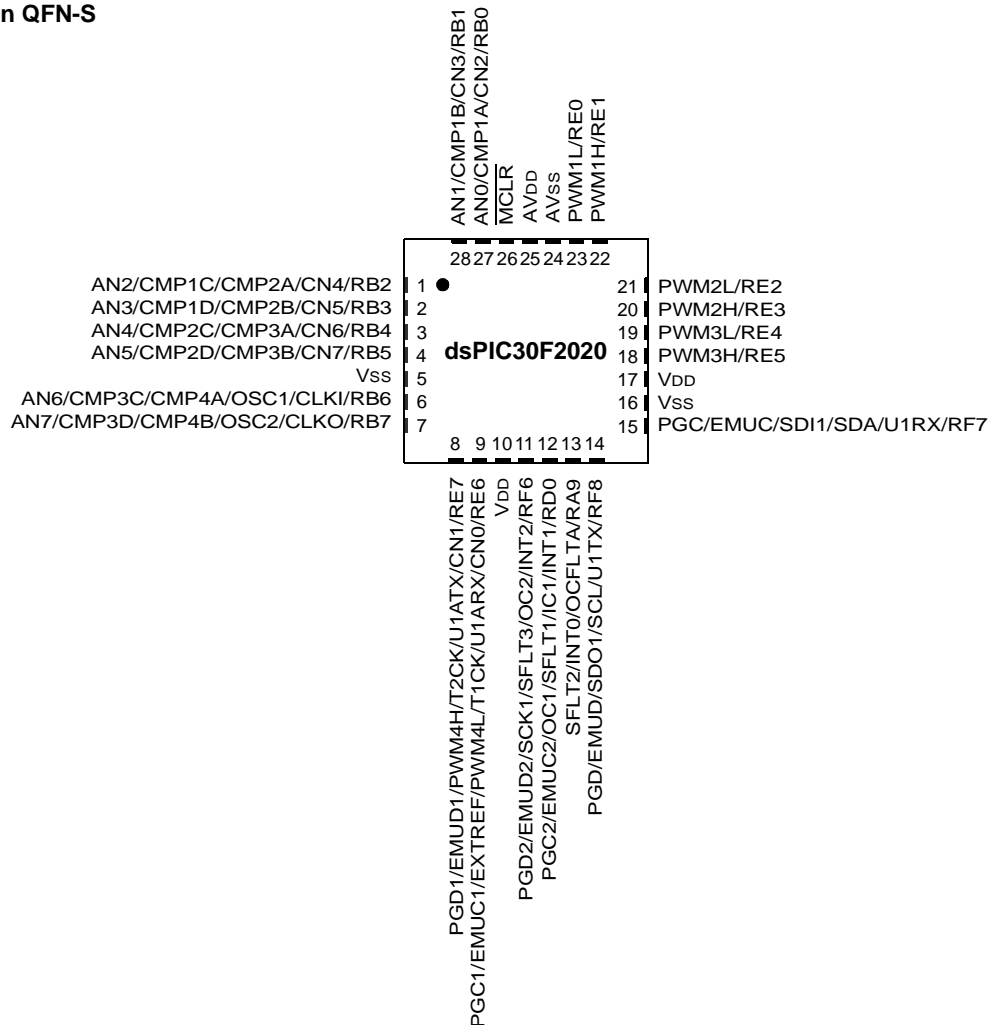 n QFN-S
AN1/CMP1B/CN3/RB1
AN0/CMP1A/CN2/RB0
MCLR
AVDD
AVSS
PWM1L/RE0
PWM1H/RE1
28 27 26 25 24 23 22
AN2/CMP1C/CMP2A/CN4/RB2 1
AN3/CMP1D/CMP2B/CN5/RB3 2
AN4/CMP2C/CMP3A/CN6/RB4 3
AN5/CMP2D/CMP3B/CN7/RB5 4
VSS 5
AN6/CMP3C/CMP4A/OSC1/CLKI/RB6 6
AN7/CMP3D/CMP4B/OSC2/CLKO/RB7 7
dsPIC30F2020
21 PWM2L/RE2
20 PWM2H/RE3
19 PWM3L/RE4
18 PWM3H/RE5
17 VDD
16 VSS
15 PGC/EMUC/SDI1/SDA/U1RX/RF7
8 9 10 11 12 13 14
PGD1/EMUD1/PWM4H/T2CK/U1ATX/CN1/RE7
PGC1/EMUC1/EXTREF/PWM4L/T1CK/U1ARX/CN0/RE6
VDD
PGD2/EMUD2/SCK1/SFLT3/OC2/INT2/RF6
PGC2/EMUC2/OC1/SFLT1/IC1/INT1/RD0
SFLT2/INT0/OCFLTA/RA9
PGD/EMUD/SDO1/SCL/U1TX/RF8